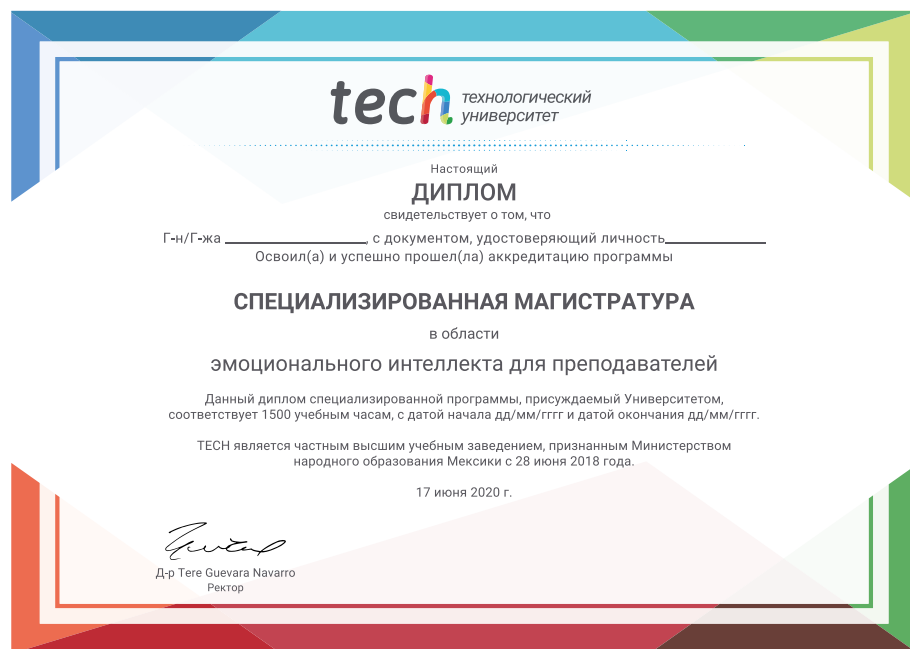 tech технологический
университет
Настоящий
ДИПЛОМ
свидетельствует о том, что
Г-н/Г-жа ____________________, с документом, удостоверяющий личность______________
Освоил(а) и успешно прошел(ла) аккредитацию программы
СПЕЦИАЛИЗИРОВАННАЯ МАГИСТРАТУРА
в области
эмоционального интеллекта для преподавателей
Данный диплом специализированной программы, присуждаемый Университетом,
соответствует 1500 учебным часам, с датой начала дд/мм/гггг и датой окончания дд/мм/гггг.
TECH является частным высшим учебным заведением, признанным Министерством
народного образования Мексики с 28 июня 2018 года.
17 июня 2020 г.
Д-р Tere Guevara Navarro
Ректор